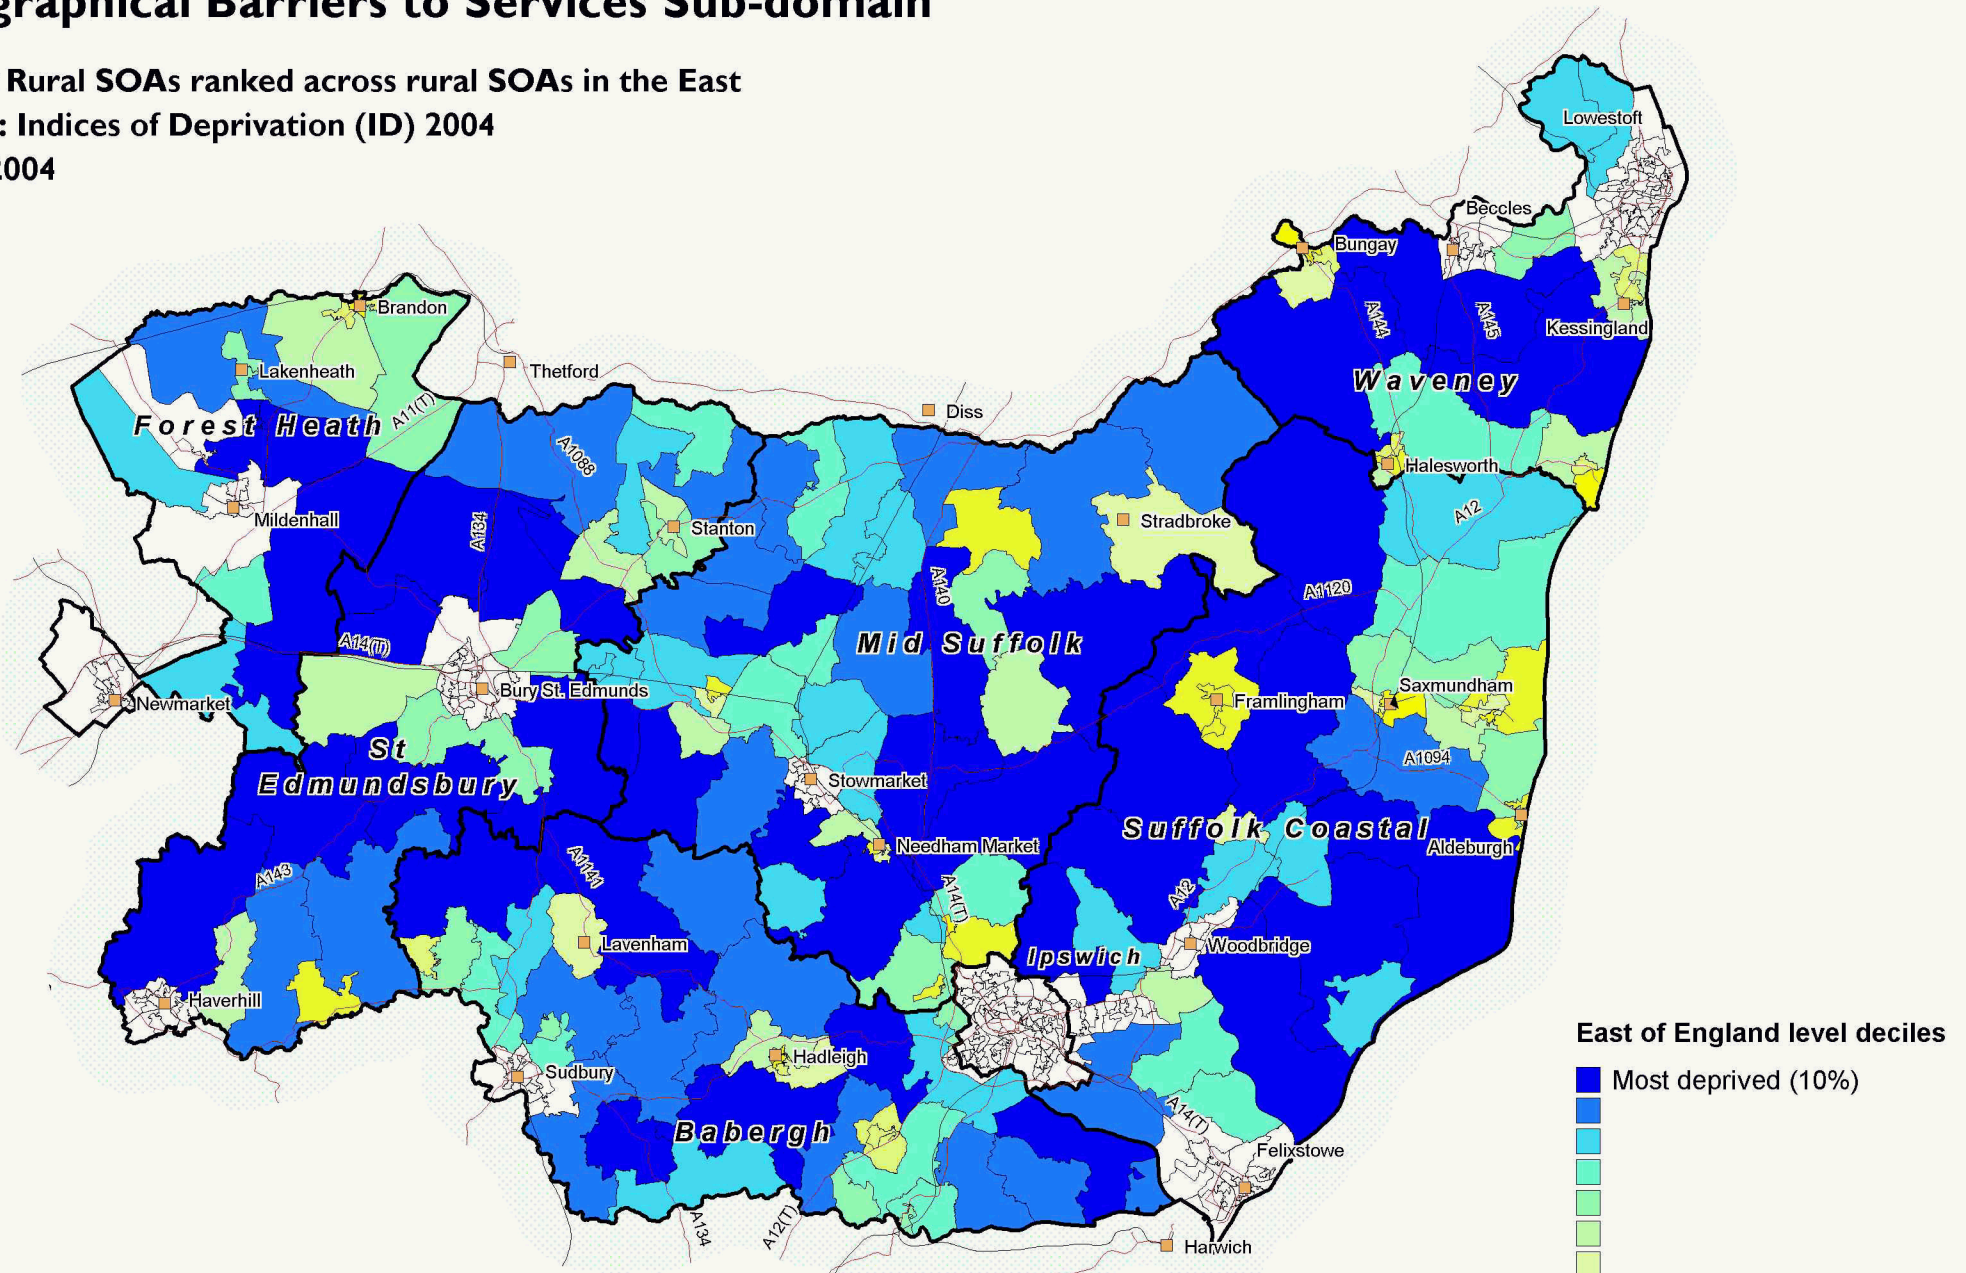 graphical Barriers to Services Sub-domain
Rural SOAs ranked across rural SOAs in the East
: Indices of Deprivation (ID) 2004
2004
Lowestoft
Beccles
Bungay
Brandon
A144
A145
Kessingland
Lakenheath
Thetford
Waveney
A11(T)
Diss
Forest Heath
A1088
Halesworth
A12
Mildenhall
A134
Stanton
Stradbroke
A140
A1120
A14(T)
Mid Suffolk
Bury St. Edmunds
Saxmundham
Newmarket
Framlingham
St
Edmundsbury
A1094
Stowmarket
Suffolk Coastal
Needham Market
Aldeburgh
A143
A1141
A14(T)
A12
Lavenham
Ipswich
Woodbridge
Haverhill
East of England level deciles
Hadleigh
Sudbury
Most deprived (10%)
A14(T)
Babergh
Felixstowe
A134
A12(T)
Harwich